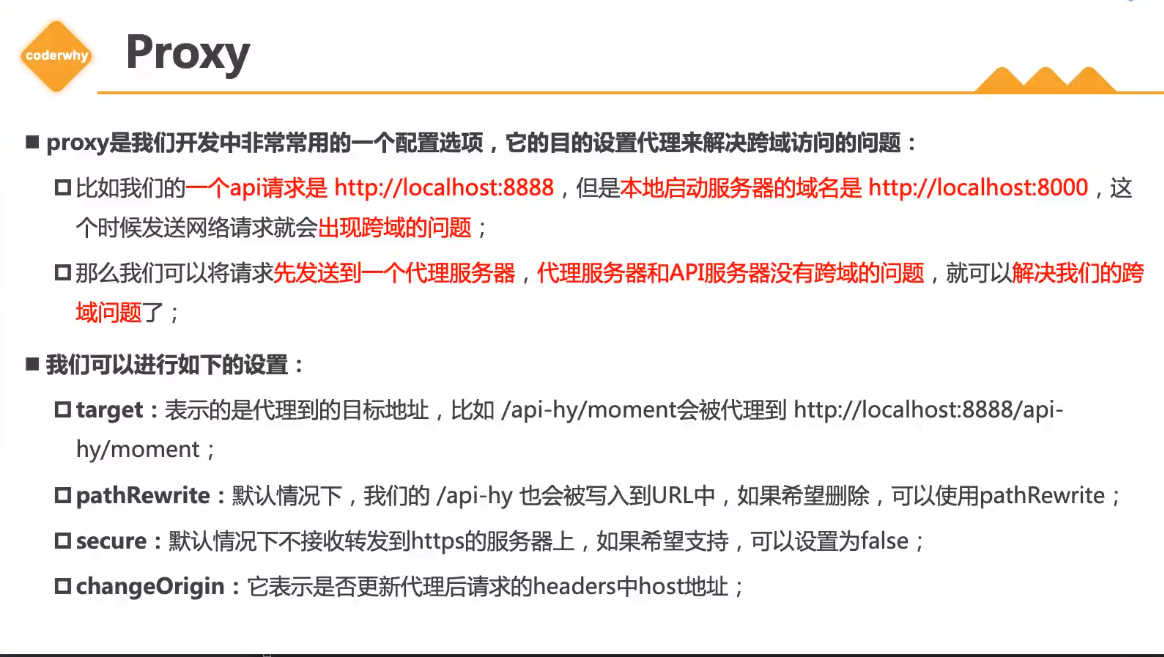 coderwhy
Proxy
proxy是我们开发中非常常用的一个配置选项，它的目的设置代理来解决跨域访问的问题：
比如我们的一个api请求是 http://localhost:8888，但是本地启动服务器的域名是 http://localhost:8000，这
个时候发送网络请求就会出现跨域的问题；
那么我们可以将请求先发送到一个代理服务器，代理服务器和API服务器没有跨域的问题，就可以解决我们的跨
域问题了；
我们可以进行如下的设置：
target：表示的是代理到的目标地址，比如 /api-hy/moment会被代理到 http://localhost:8888/api-
hy/moment；
pathRewrite：默认情况下，我们的 /api-hy 也会被写入到URL中，如果希望删除，可以使用pathRewrite；
secure：默认情况下不接收转发到https的服务器上，如果希望支持，可以设置为false；
changeOrigin：它表示是否更新代理后请求的headers中host地址；